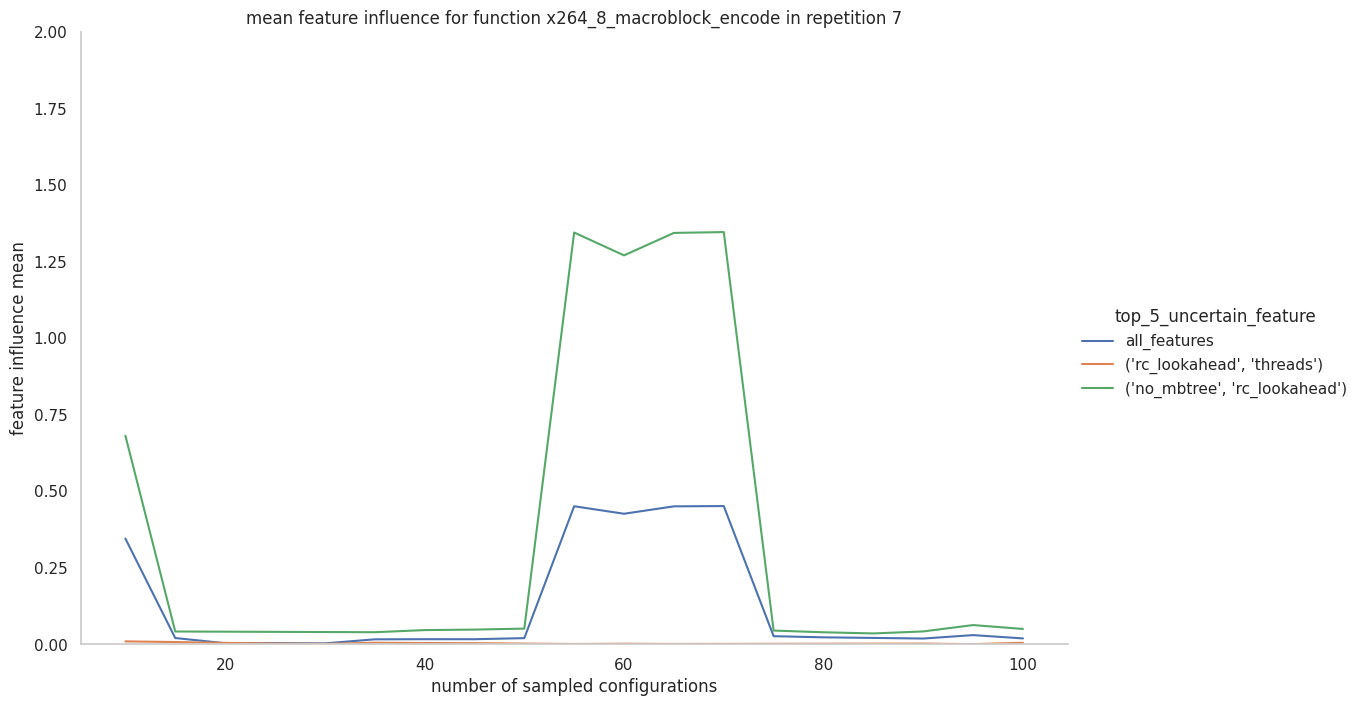 mean feature influence for function x264_8_macroblock_encode in repetition 7
2.00
1.75
1.50
1.25
1.00
0.75
0.50
0.25
0.00
feature influence mean
20
40
60
80
100
number of sampled configurations
top_5_uncertain_feature
all_features
('rc_lookahead', 'threads')
('no_mbtree', 'rc_lookahead')